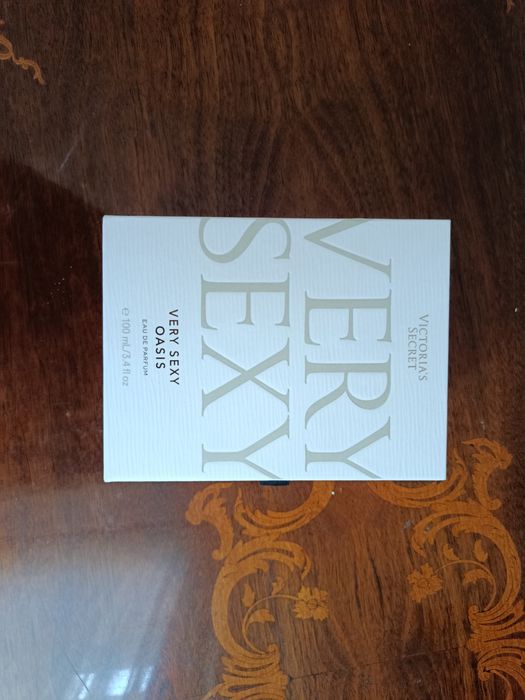 VICTORIA'S
SECRET
VERY
SEXY
VERY SEXY
OASIS
EAU DE PARFUM
℮ 100 mL/3.4 fl oz